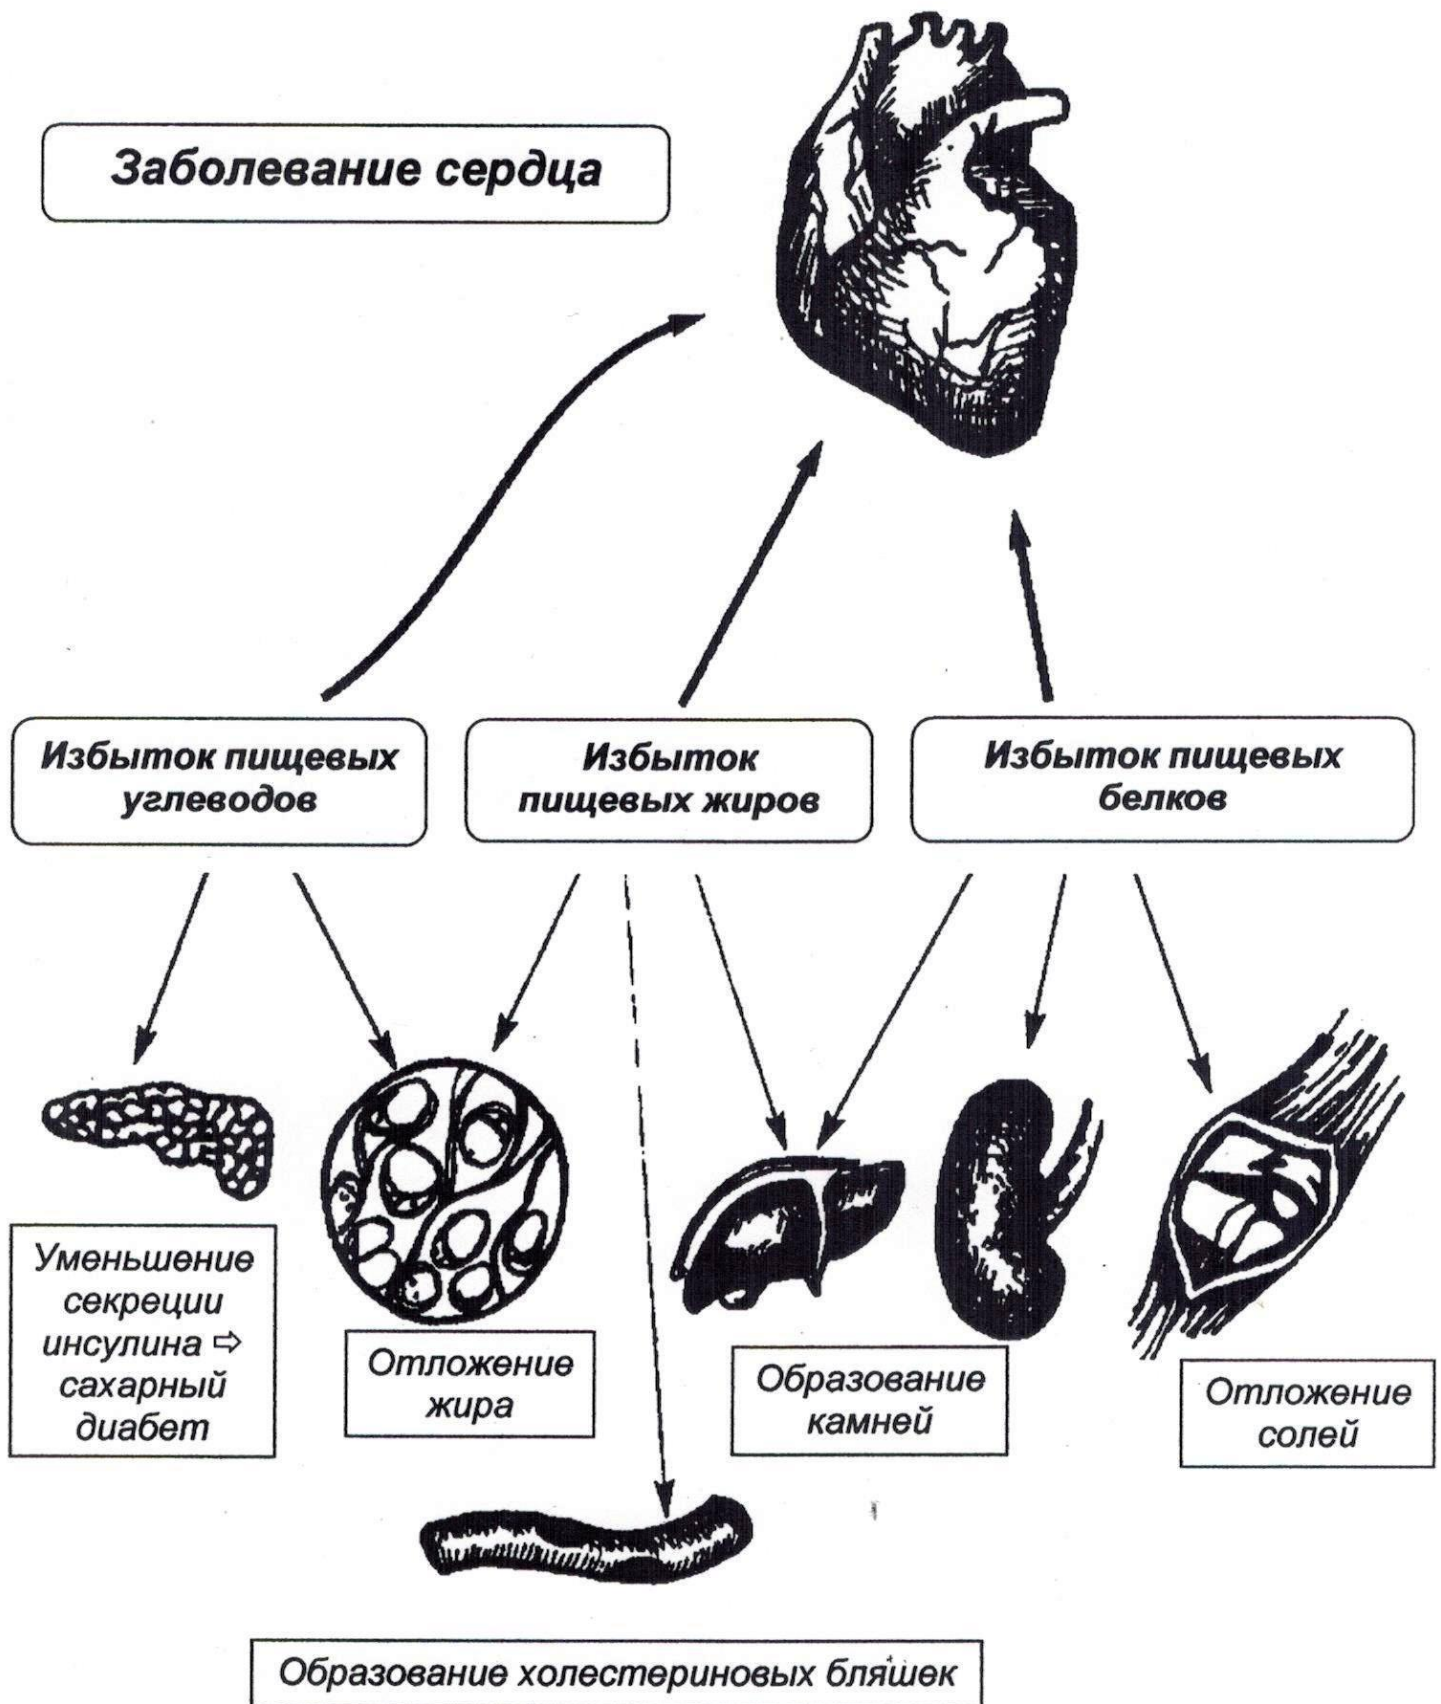 Заболевание сердца
Избыток пищевых
углеводов
Избыток
пищевых жиров
Избыток пищевых
белков
Уменьшение
секреции
инсулина ⇨
сахарный
диабет
Отложение
жира
Образование
камней
Отложение
солей
Образование холестериновых бляшек